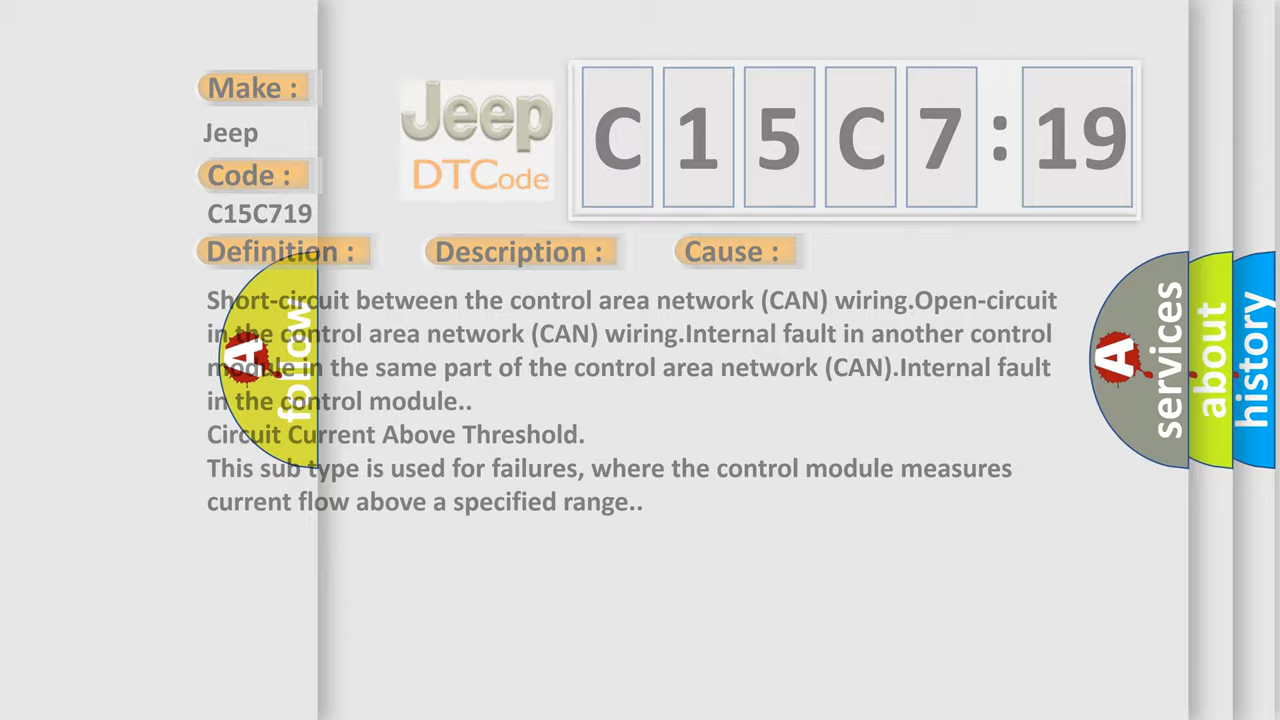 Make :
Jeep
Code :
C15C719
Jeep
DTCode
C 1 5 C 7 : 19
Definition :
Description :
Cause :
Short-circuit between the control area network (CAN) wiring.Open-circuit
in the control area network (CAN) wiring.Internal fault in another control
module in the same part of the control area network (CAN).Internal fault
in the control module..
Circuit Current Above Threshold.
This sub type is used for failures, where the control module measures
current flow above a specified range..
A follow
A services
about
history